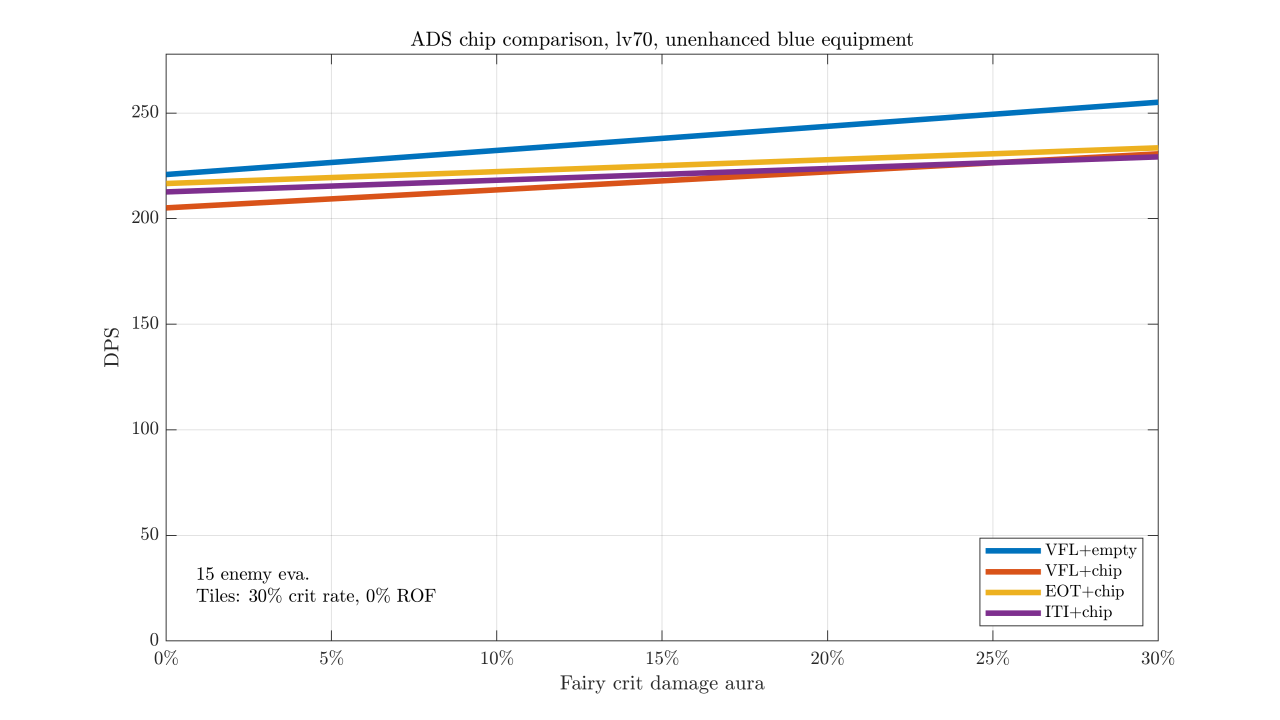 ADS chip comparison, lv70, unenhanced blue equipment
250
200
150
100
50
0
DPS
15 enemy eva.
Tiles: 30% crit rate, 0% ROF
VFL+empty
VFL+chip
EOT+chip
ITI+chip
0% 5% 10% 15% 20% 25% 30%
Fairy crit damage aura